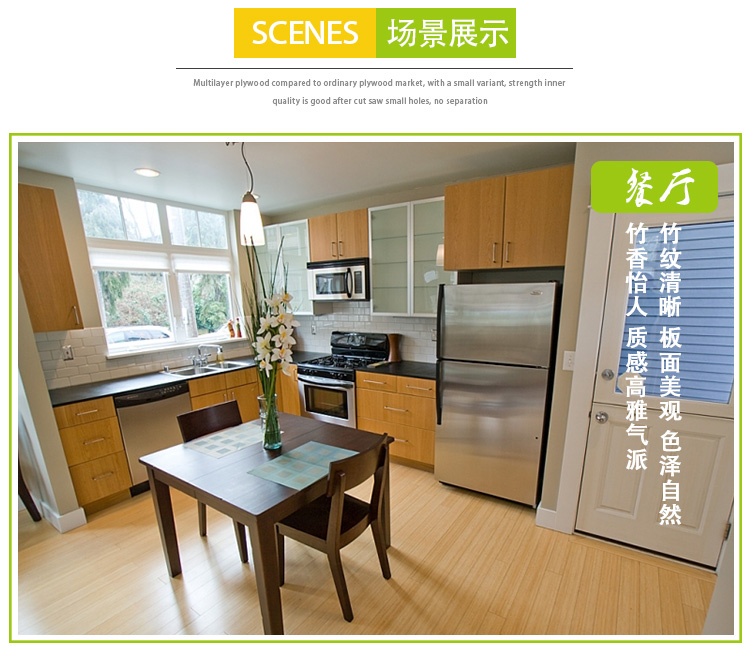 SCENES 场景展示
Multilayer plywood compared to ordinary plywood market, with a small variant, strength inner
quality is good after cut saw small holes, no separation
餐厅
竹纹清晰 板面美观 色泽自然
竹香怡人 质感高雅气派